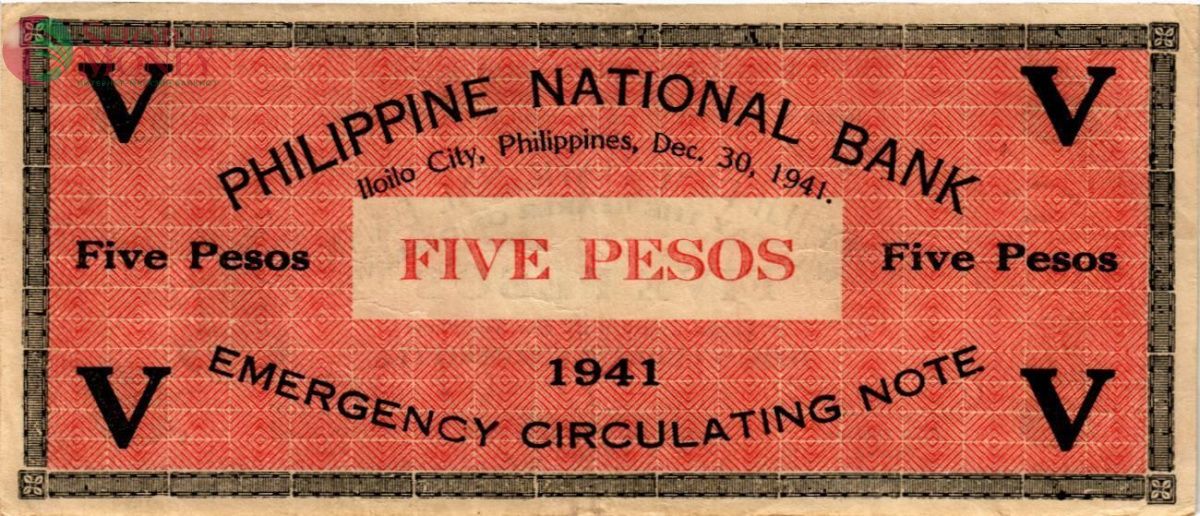 V V
PHILIPPINE NATIONAL BANK
Iloilo City, Philippines, Dec. 30, 1941.
Five Pesos FIVE PESOS Five Pesos
1941
EMERGENCY CIRCULATING NOTE
V V